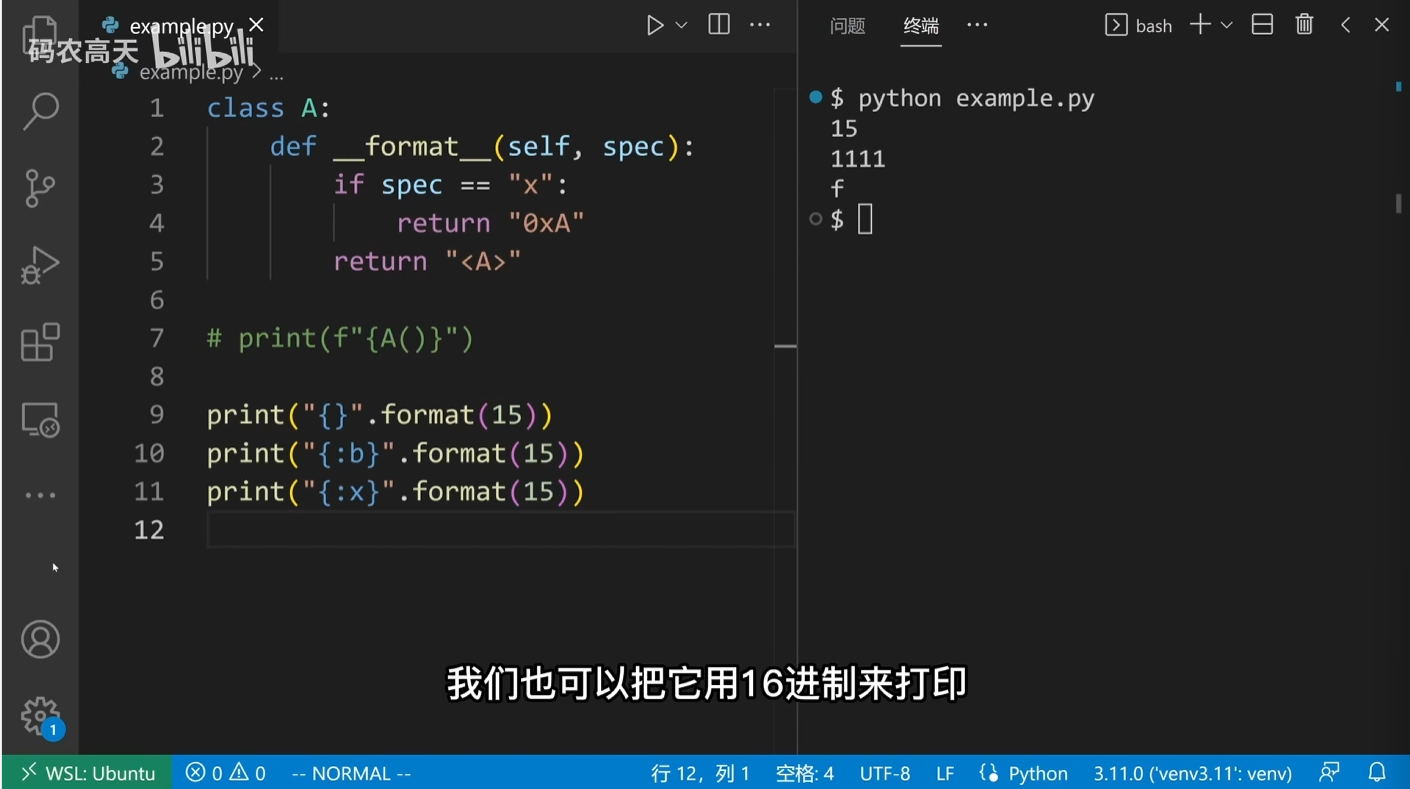 example.py
码农高天 bilibili
example.py > ...
1 class A:
2 def __format__(self, spec):
3 if spec == "x":
4 return "0xA"
5 return "<A>"
6
7 # print(f"{A()}")
8
9 print("{}".format(15))
10 print("{:b}".format(15))
11 print("{:x}".format(15))
12
问题 终端 ... bash
$ python example.py
15
1111
f
$
我们也可以把它用16进制来打印
1
WSL: Ubuntu 0 0 -- NORMAL -- 行 12，列 1 空格: 4 UTF-8 LF Python 3.11.0 ('venv3.11': venv)